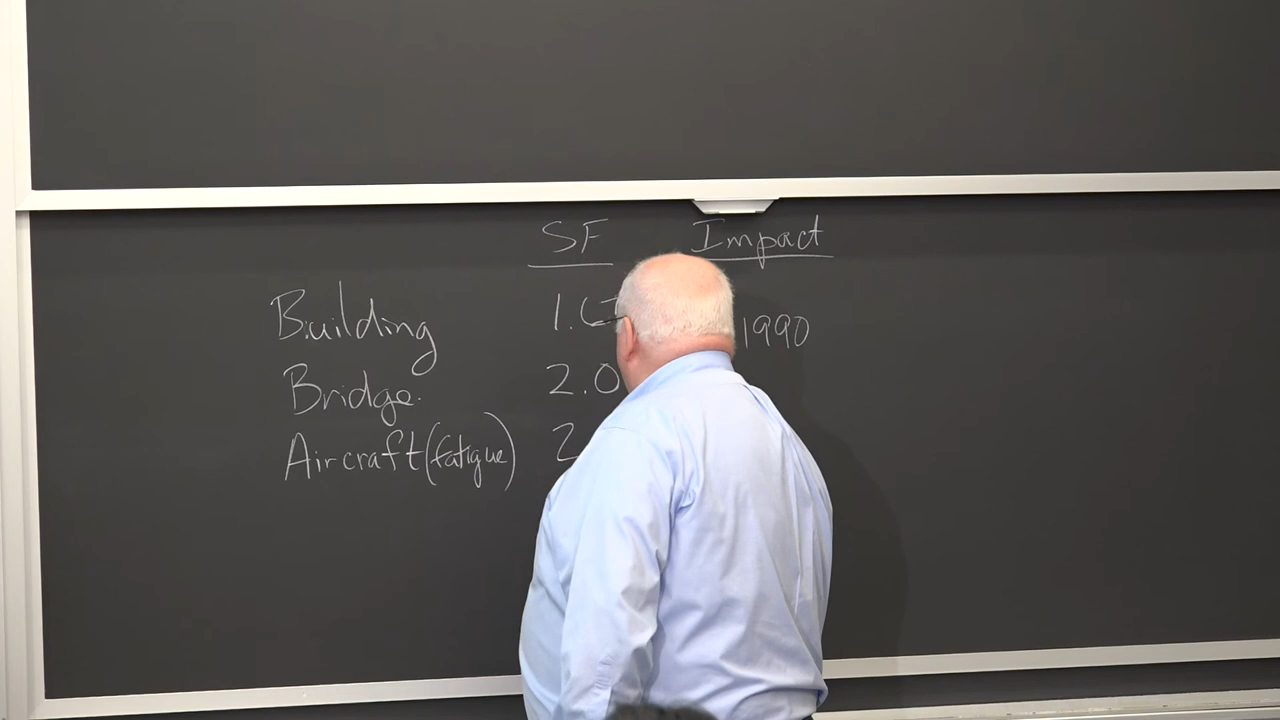 SF Impact
Building 1990
Bridge. 2.0
Aircraft (fatigue)